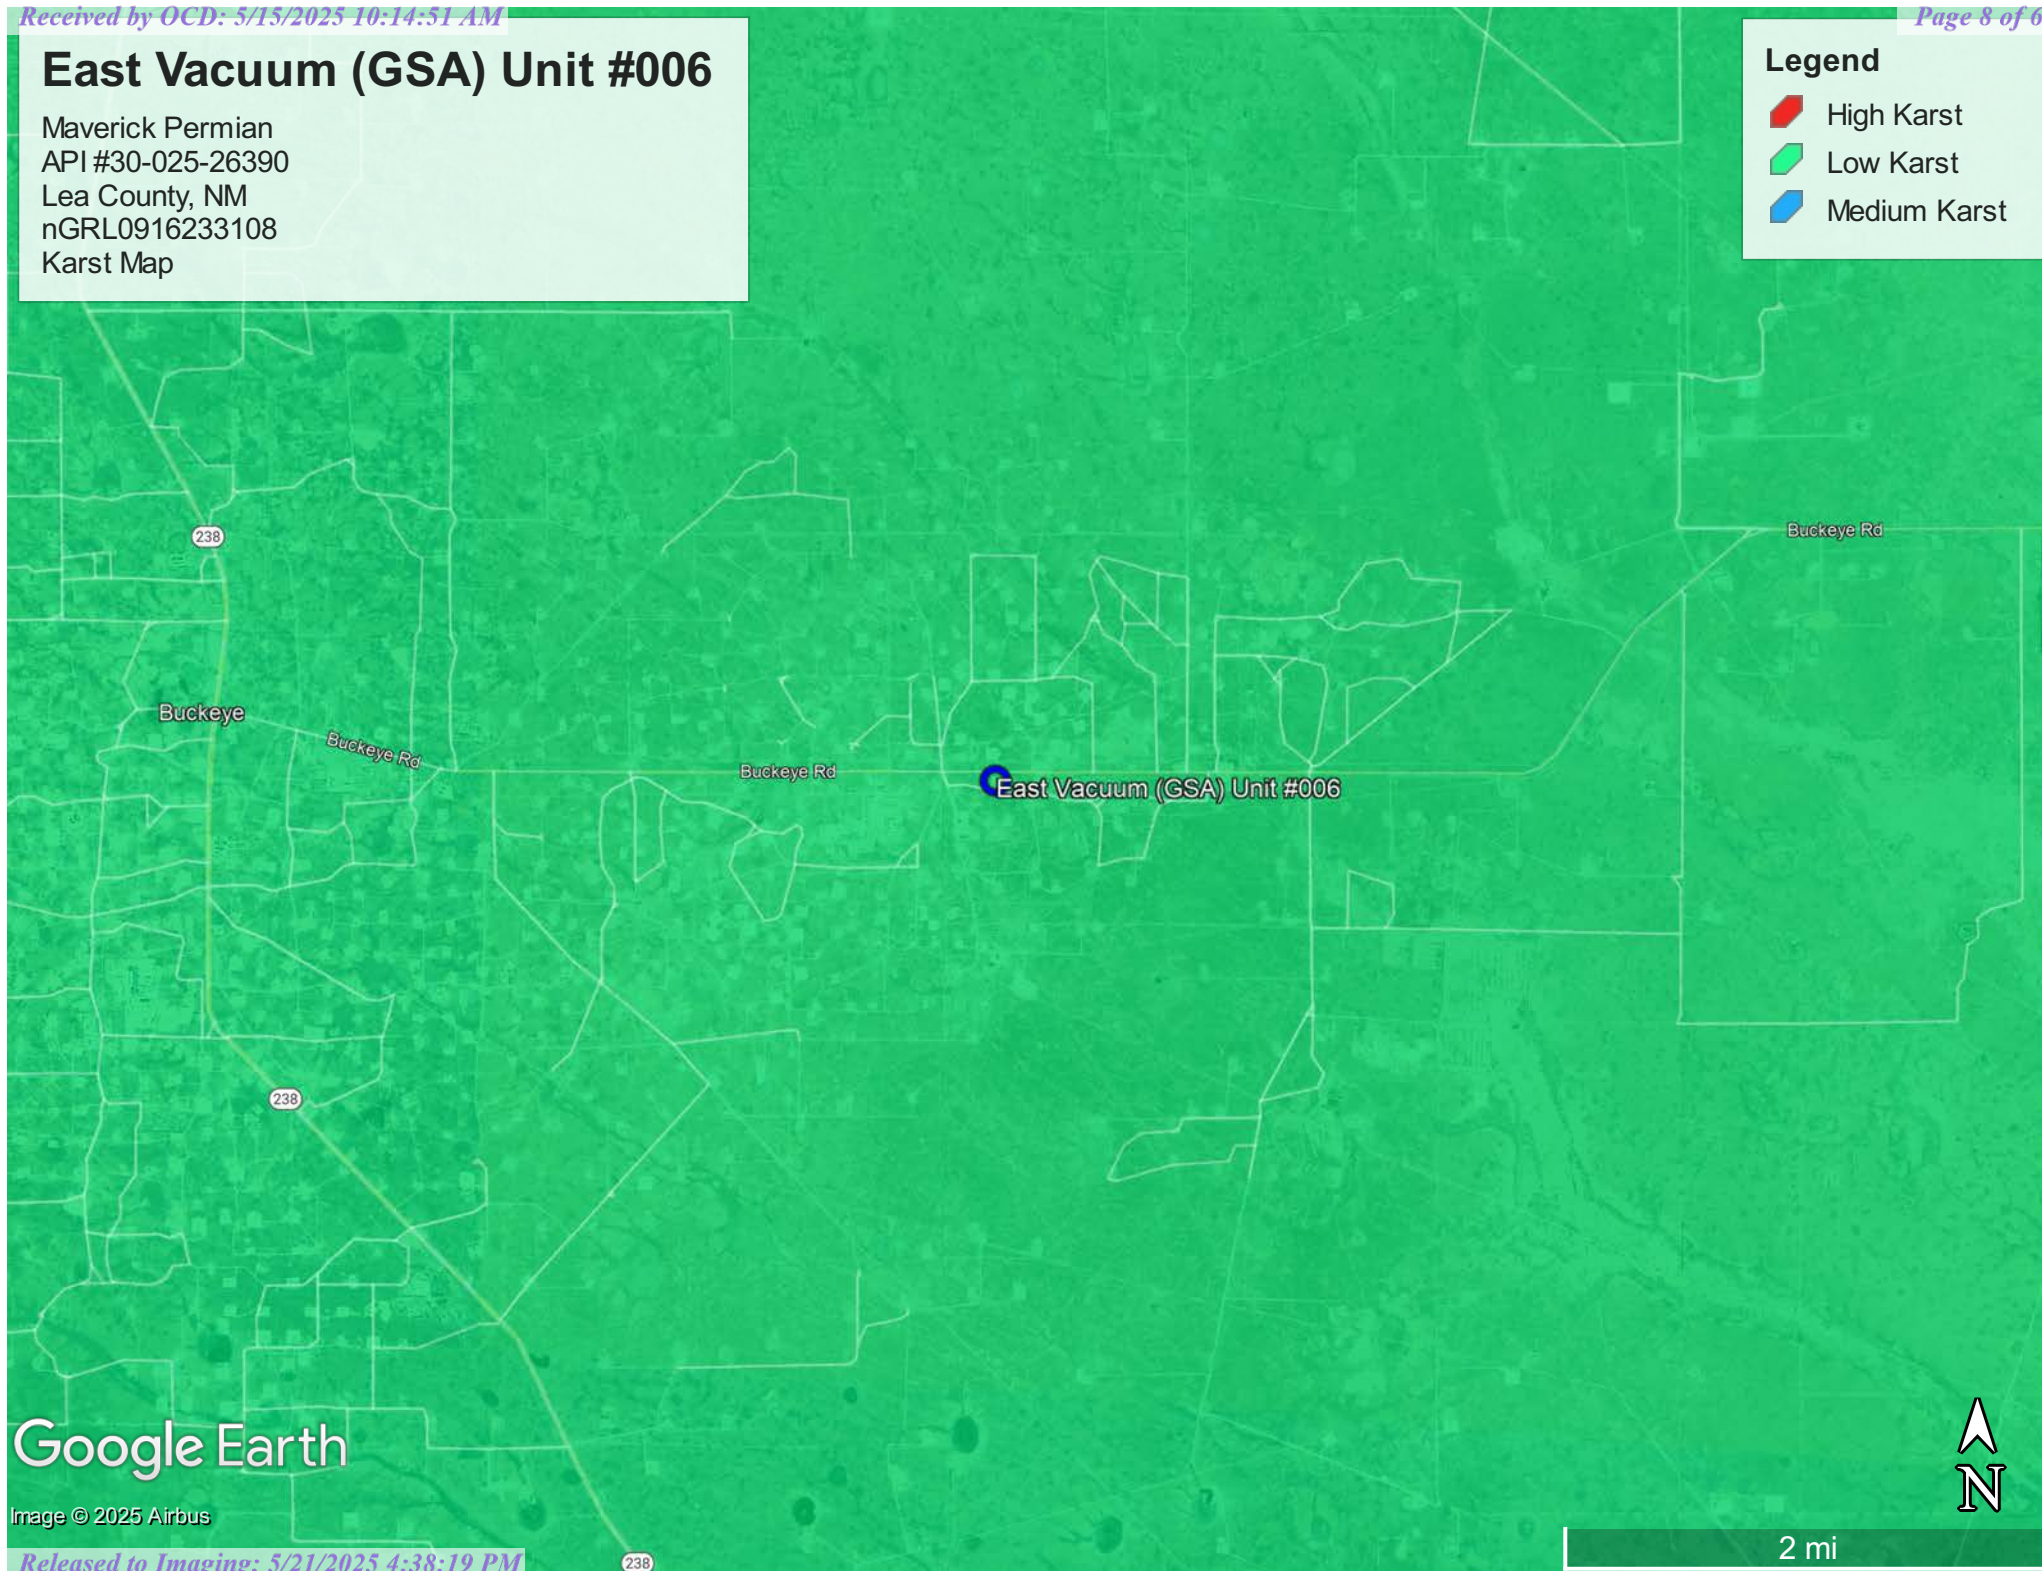 Received by OCD: 5/15/2025 10:14:51 AM
Page 8 of 6
East Vacuum (GSA) Unit #006
Maverick Permian
API #30-025-26390
Lea County, NM
nGRL0916233108
Karst Map
Legend
High Karst
Low Karst
Medium Karst
238
Buckeye Rd
Buckeye
Buckeye Rd
Buckeye Rd
East Vacuum (GSA) Unit #006
238
Google Earth
N
Image © 2025 Airbus
2 mi
Released to Imaging: 5/21/2025 4:38:19 PM
238